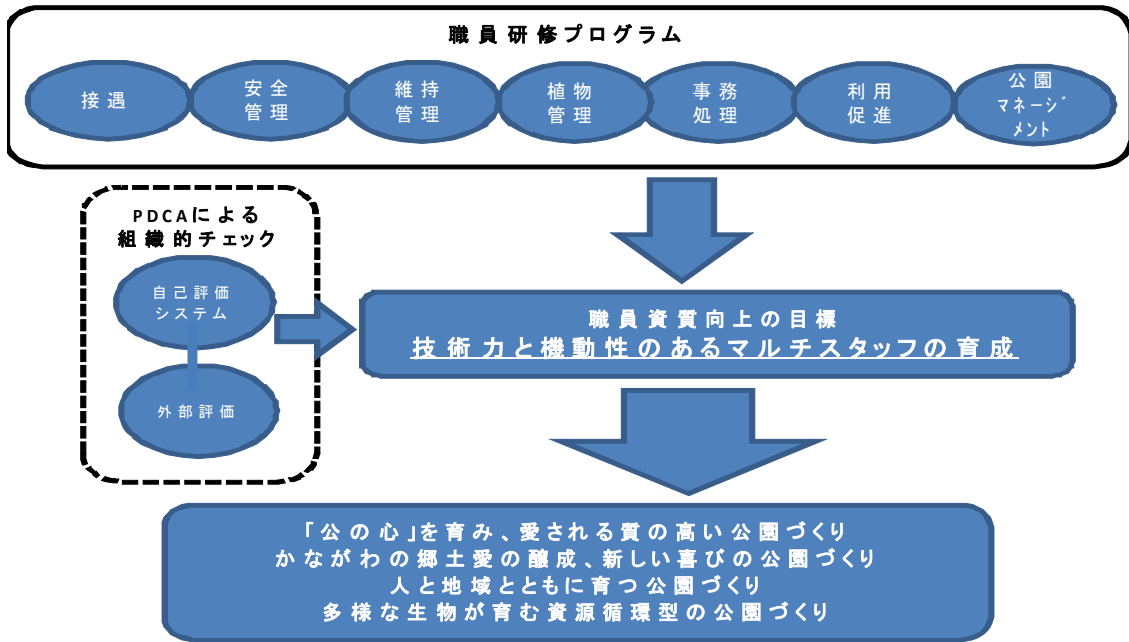 職員研修プログラム
接遇
安全
管理
維持
管理
植物
管理
事務
処理
利用
促進
公園
マネージ
メント
PDCAによる
組織的チェック
自己評価
システム
外部評価
職員資質向上の目標
技術力と機動性のあるマルチスタッフの育成
「公の心」を育み、愛される質の高い公園づくり
かながわの郷土愛の醸成、新しい喜びの公園づくり
人と地域とともに育つ公園づくり
多様な生物が育む資源循環型の公園づくり